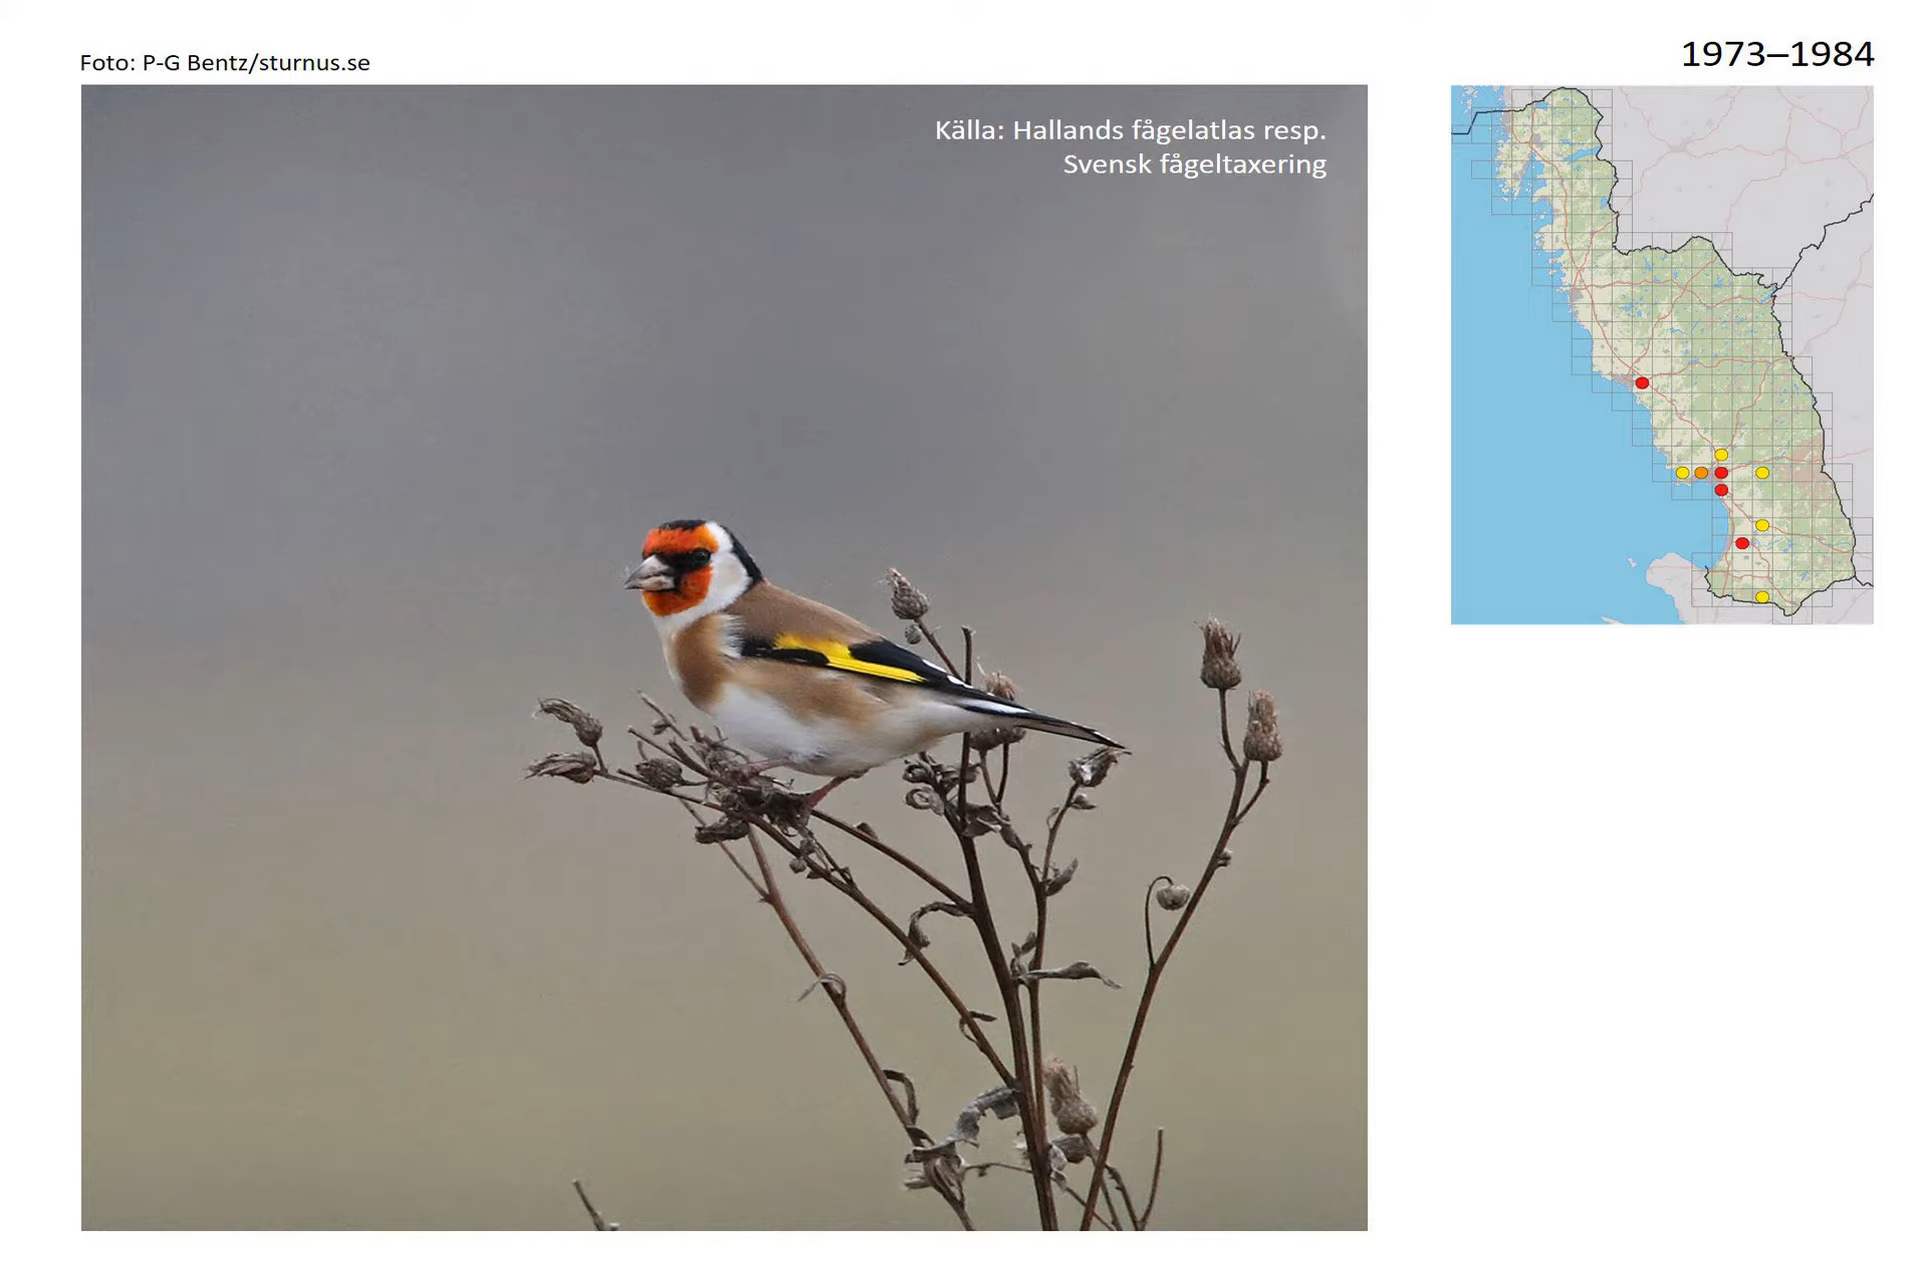 Foto: P-G Bentz/sturnus.se
1973–1984
Källa: Hallands fågelatlas resp.
Svensk fågeltaxering